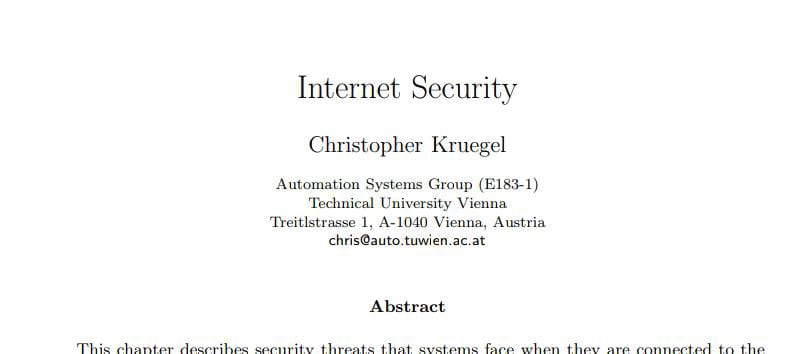 Internet Security
Christopher Kruegel
Automation Systems Group (E183-1)
Technical University Vienna
Treitlstrasse 1, A-1040 Vienna, Austria
chris@auto.tuwien.ac.at
Abstract
This chapter describes security threats that systems face when they are connected to the